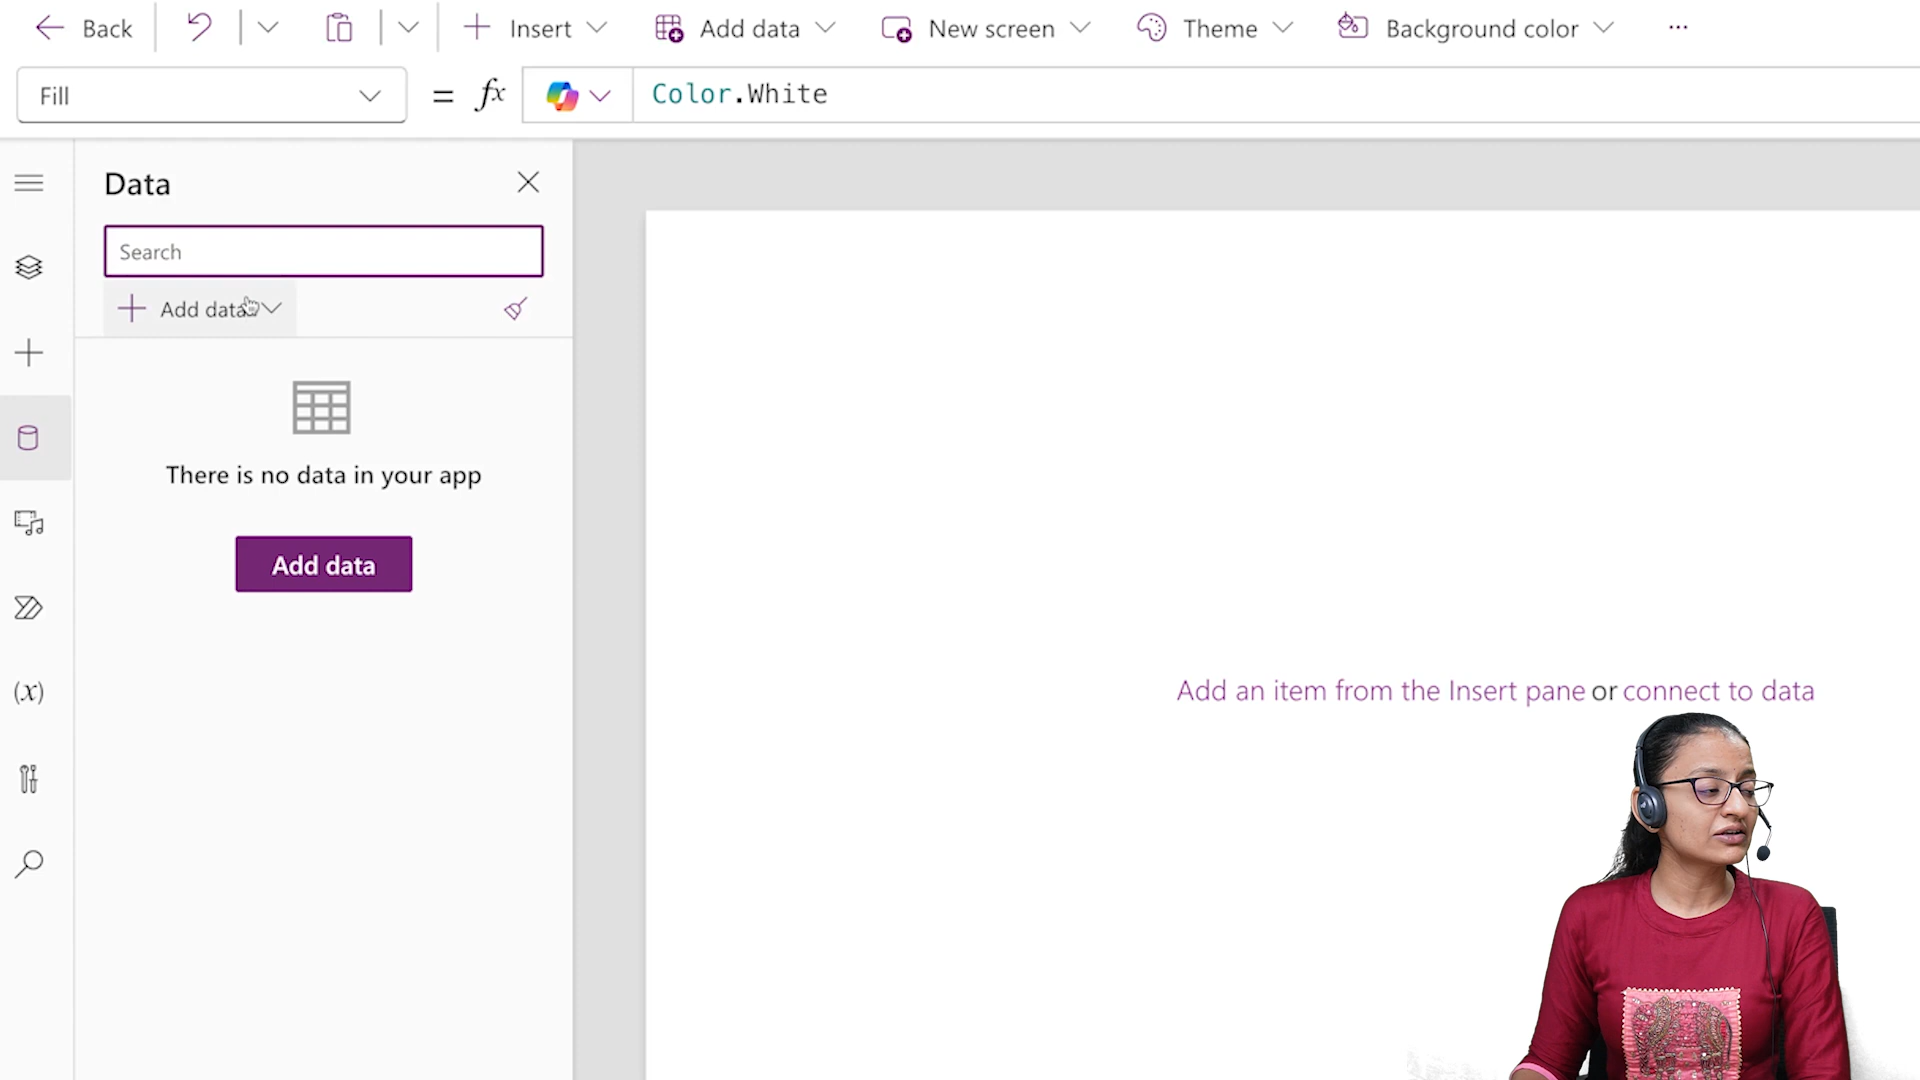 Back
Insert
Add data
New screen
Theme
Background color
...
Fill
=
fx
Color.White
Data
Search
Add data
There is no data in your app
Add data
(x)
Add an item from the Insert pane or connect to data